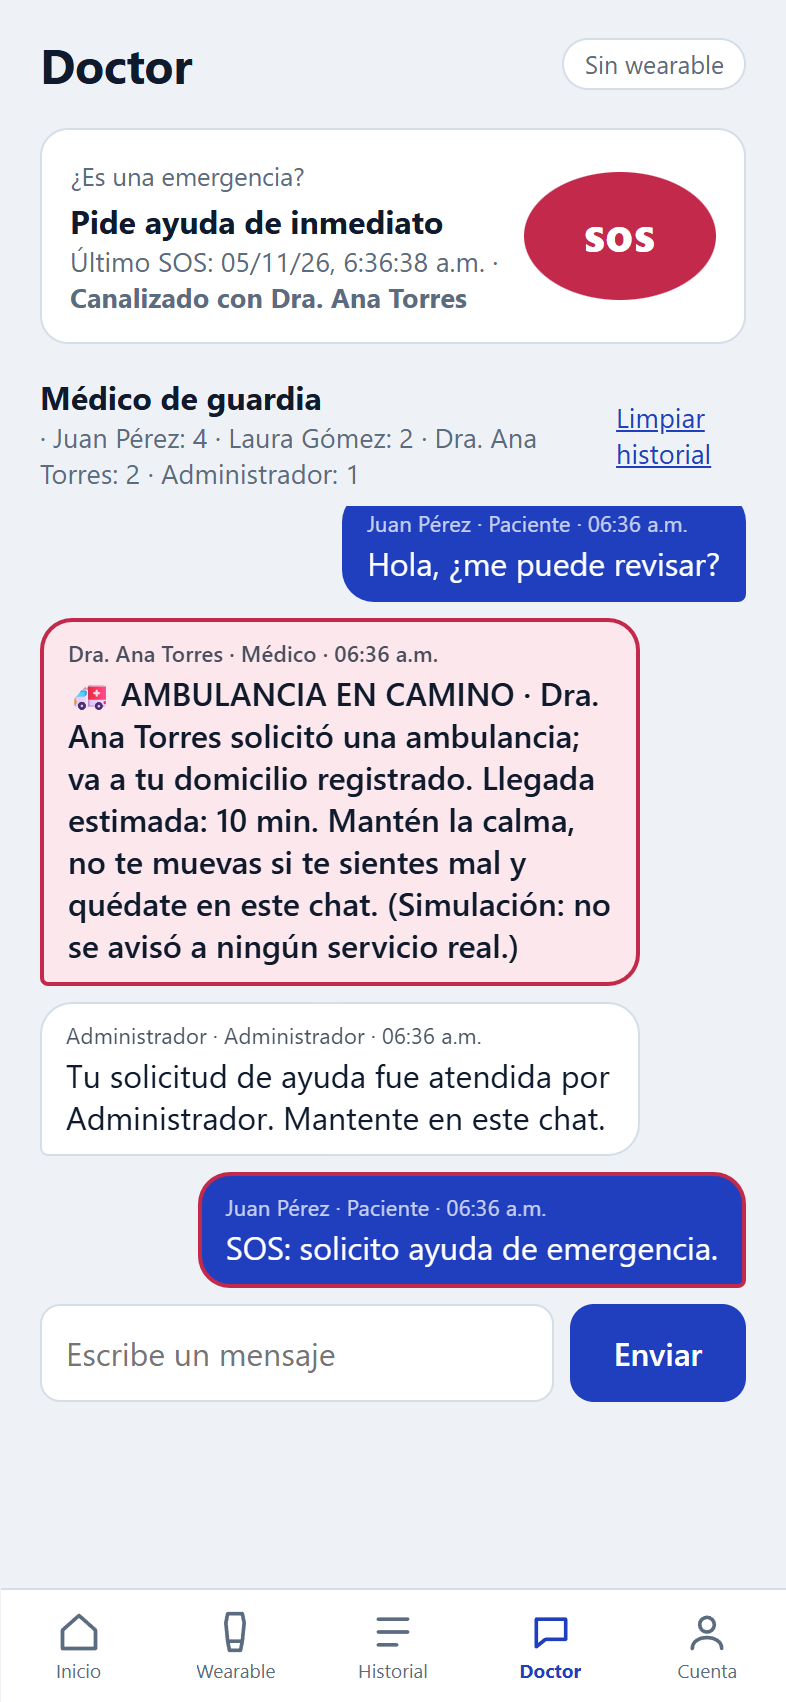 Doctor
Sin wearable
¿Es una emergencia?
Pide ayuda de inmediato
Último SOS: 05/11/26, 6:36:38 a.m. ·
Canalizado con Dra. Ana Torres
SOS
Médico de guardia
· Juan Pérez: 4 · Laura Gómez: 2 · Dra. Ana
Torres: 2 · Administrador: 1
Limpiar
historial
Juan Pérez · Paciente · 06:36 a.m.
Hola, ¿me puede revisar?
Dra. Ana Torres · Médico · 06:36 a.m.
🚑 AMBULANCIA EN CAMINO · Dra.
Ana Torres solicitó una ambulancia;
va a tu domicilio registrado. Llegada
estimada: 10 min. Mantén la calma,
no te muevas si te sientes mal y
quédate en este chat. (Simulación: no
se avisó a ningún servicio real.)
Administrador · Administrador · 06:36 a.m.
Tu solicitud de ayuda fue atendida por
Administrador. Mantente en este chat.
Juan Pérez · Paciente · 06:36 a.m.
SOS: solicito ayuda de emergencia.
Escribe un mensaje
Enviar
Inicio
Wearable
Historial
Doctor
Cuenta